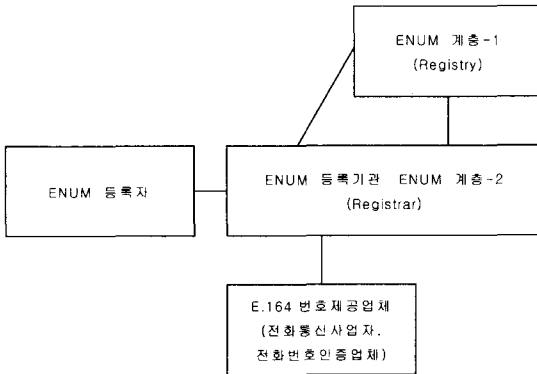 ENUM 계층-1
(Registry)
ENUM 등록자
ENUM 등록기관 ENUM 계층-2
(Registrar)
E.164 번호제공업체
(전화통신사업자,
전화번호인증업체)